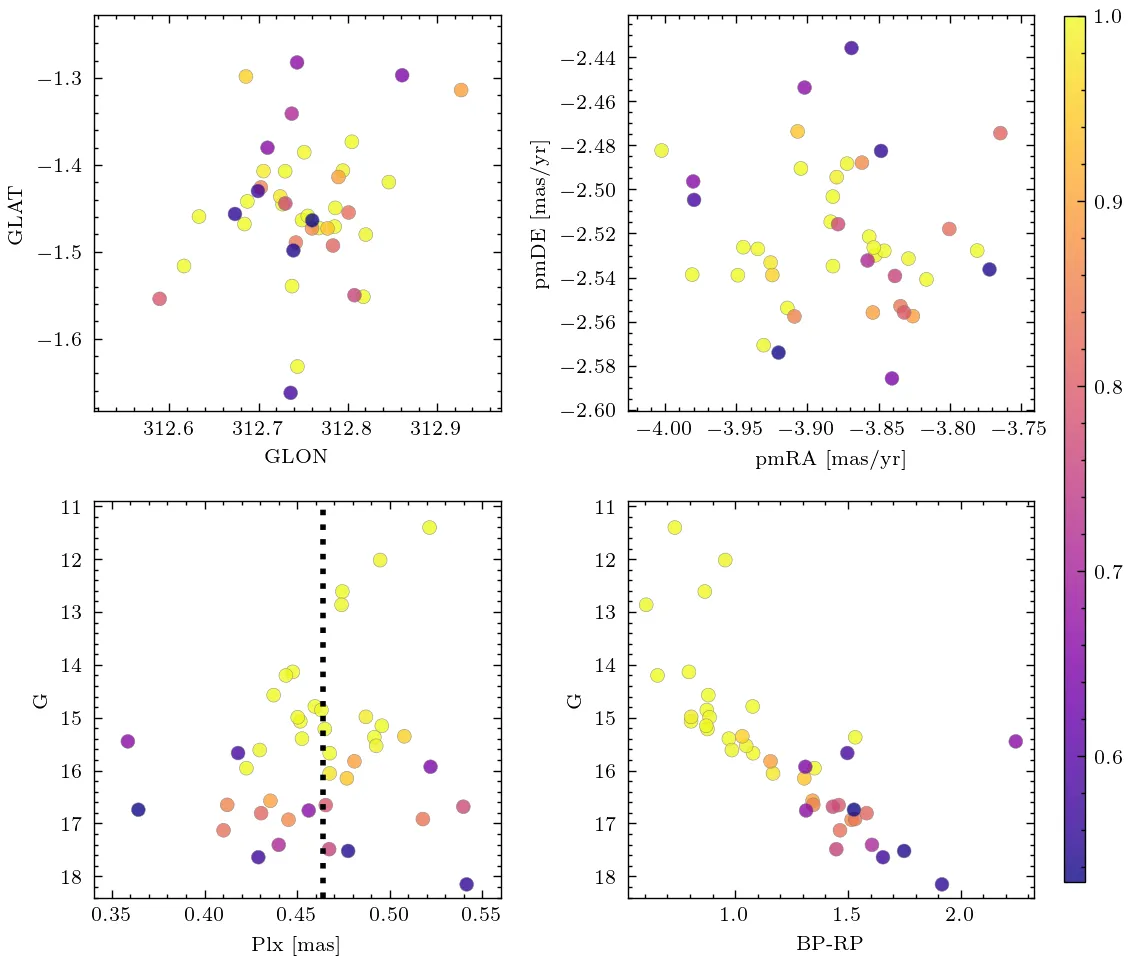 −1.3
−1.4
−1.5
−1.6
GLAT
312.6 312.7 312.8 312.9
GLON
−2.44
−2.46
−2.48
−2.50
−2.52
−2.54
−2.56
−2.58
−2.60
pmDE [mas/yr]
−4.00 −3.95 −3.90 −3.85 −3.80 −3.75
pmRA [mas/yr]
11
12
13
14
15
16
17
18
G
0.35 0.40 0.45 0.50 0.55
Plx [mas]
11
12
13
14
15
16
17
18
G
1.0 1.5 2.0
BP-RP
1.0
0.9
0.8
0.7
0.6